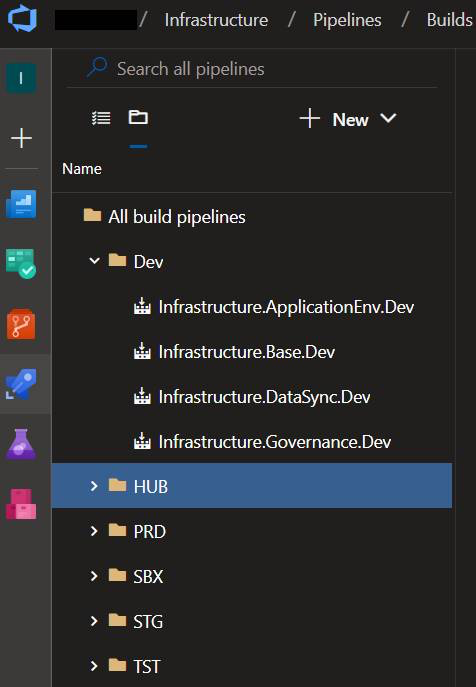 / Infrastructure / Pipelines / Builds
I
Search all pipelines
New
Name
All build pipelines
Dev
Infrastructure.ApplicationEnv.Dev
Infrastructure.Base.Dev
Infrastructure.DataSync.Dev
Infrastructure.Governance.Dev
HUB
PRD
SBX
STG
TST